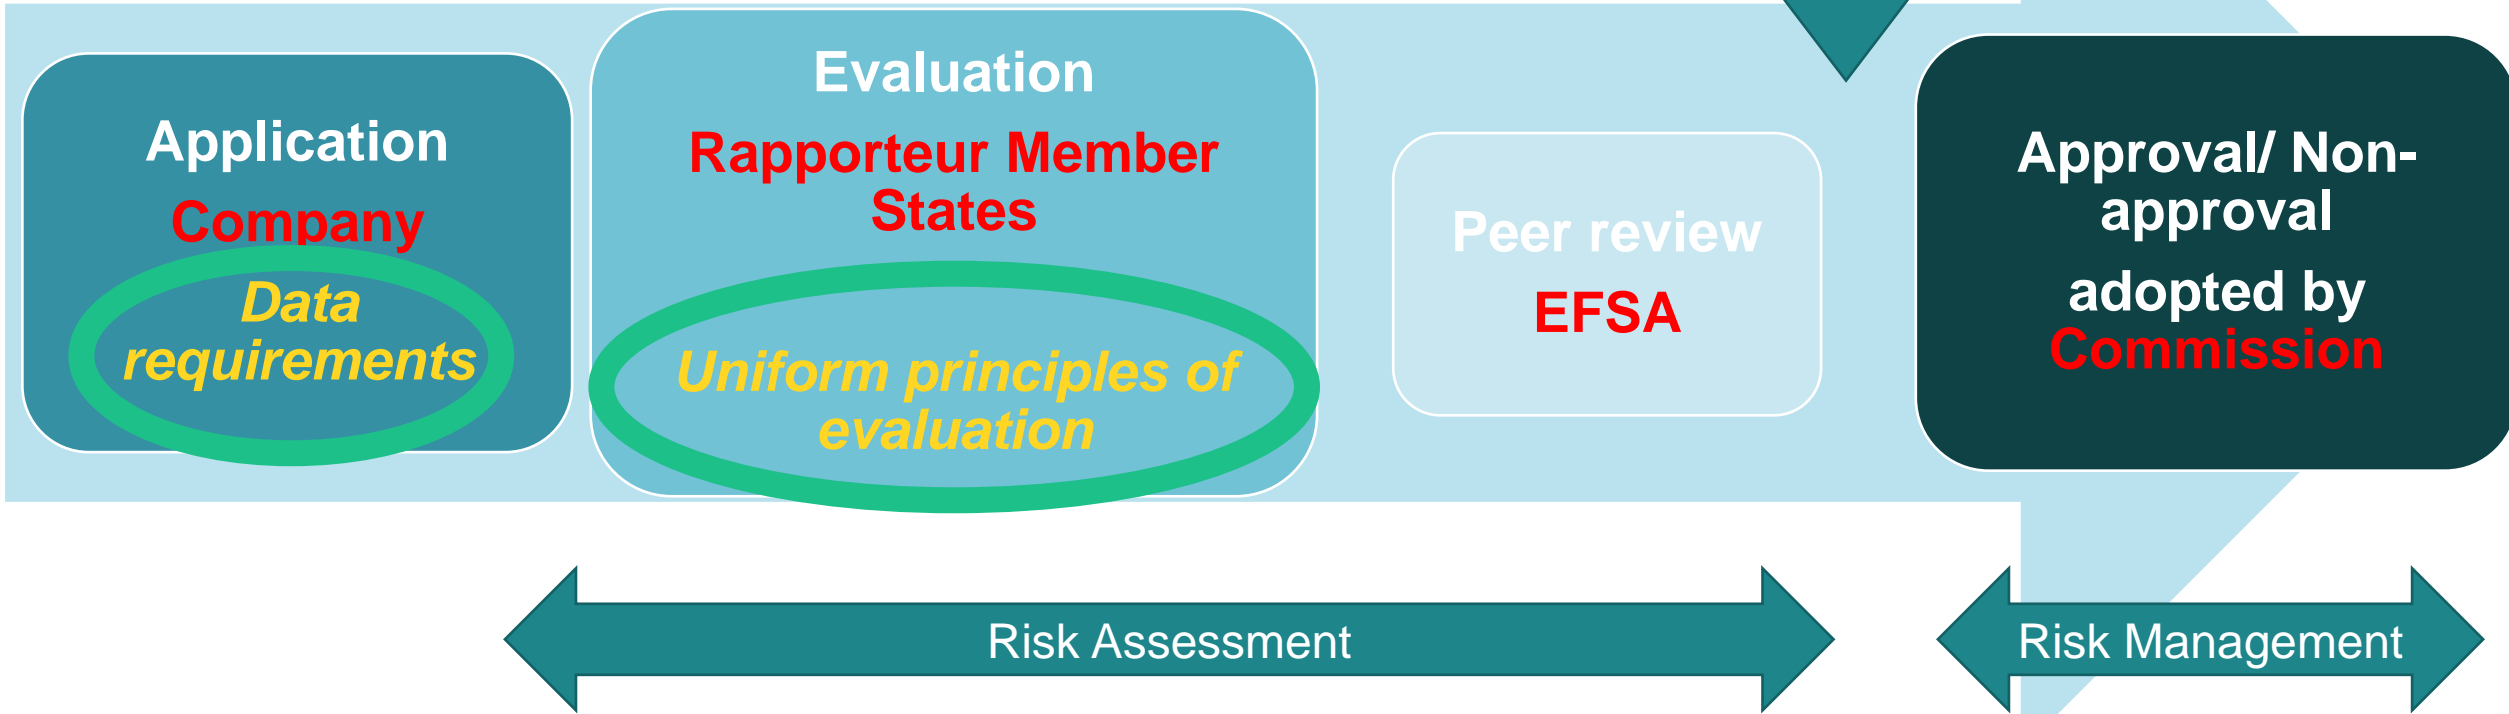 Application
Company
Data
requirements
Evaluation
Rapporteur Member
States
Uniform principles of
evaluation
Peer review
EFSA
Approval/ Non-
approval
adopted by
Commission
Risk Assessment
Risk Management